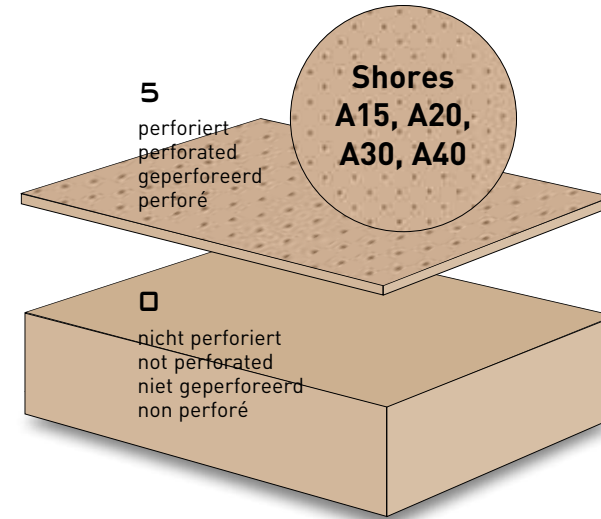 5
perforiert
perforated
geperforeerd
perforé
Shores
A15, A20,
A30, A40
0
nicht perforiert
not perforated
niet geperforeerd
non perforé